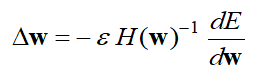 Δw = − ε H(w)⁻¹ dE/dw